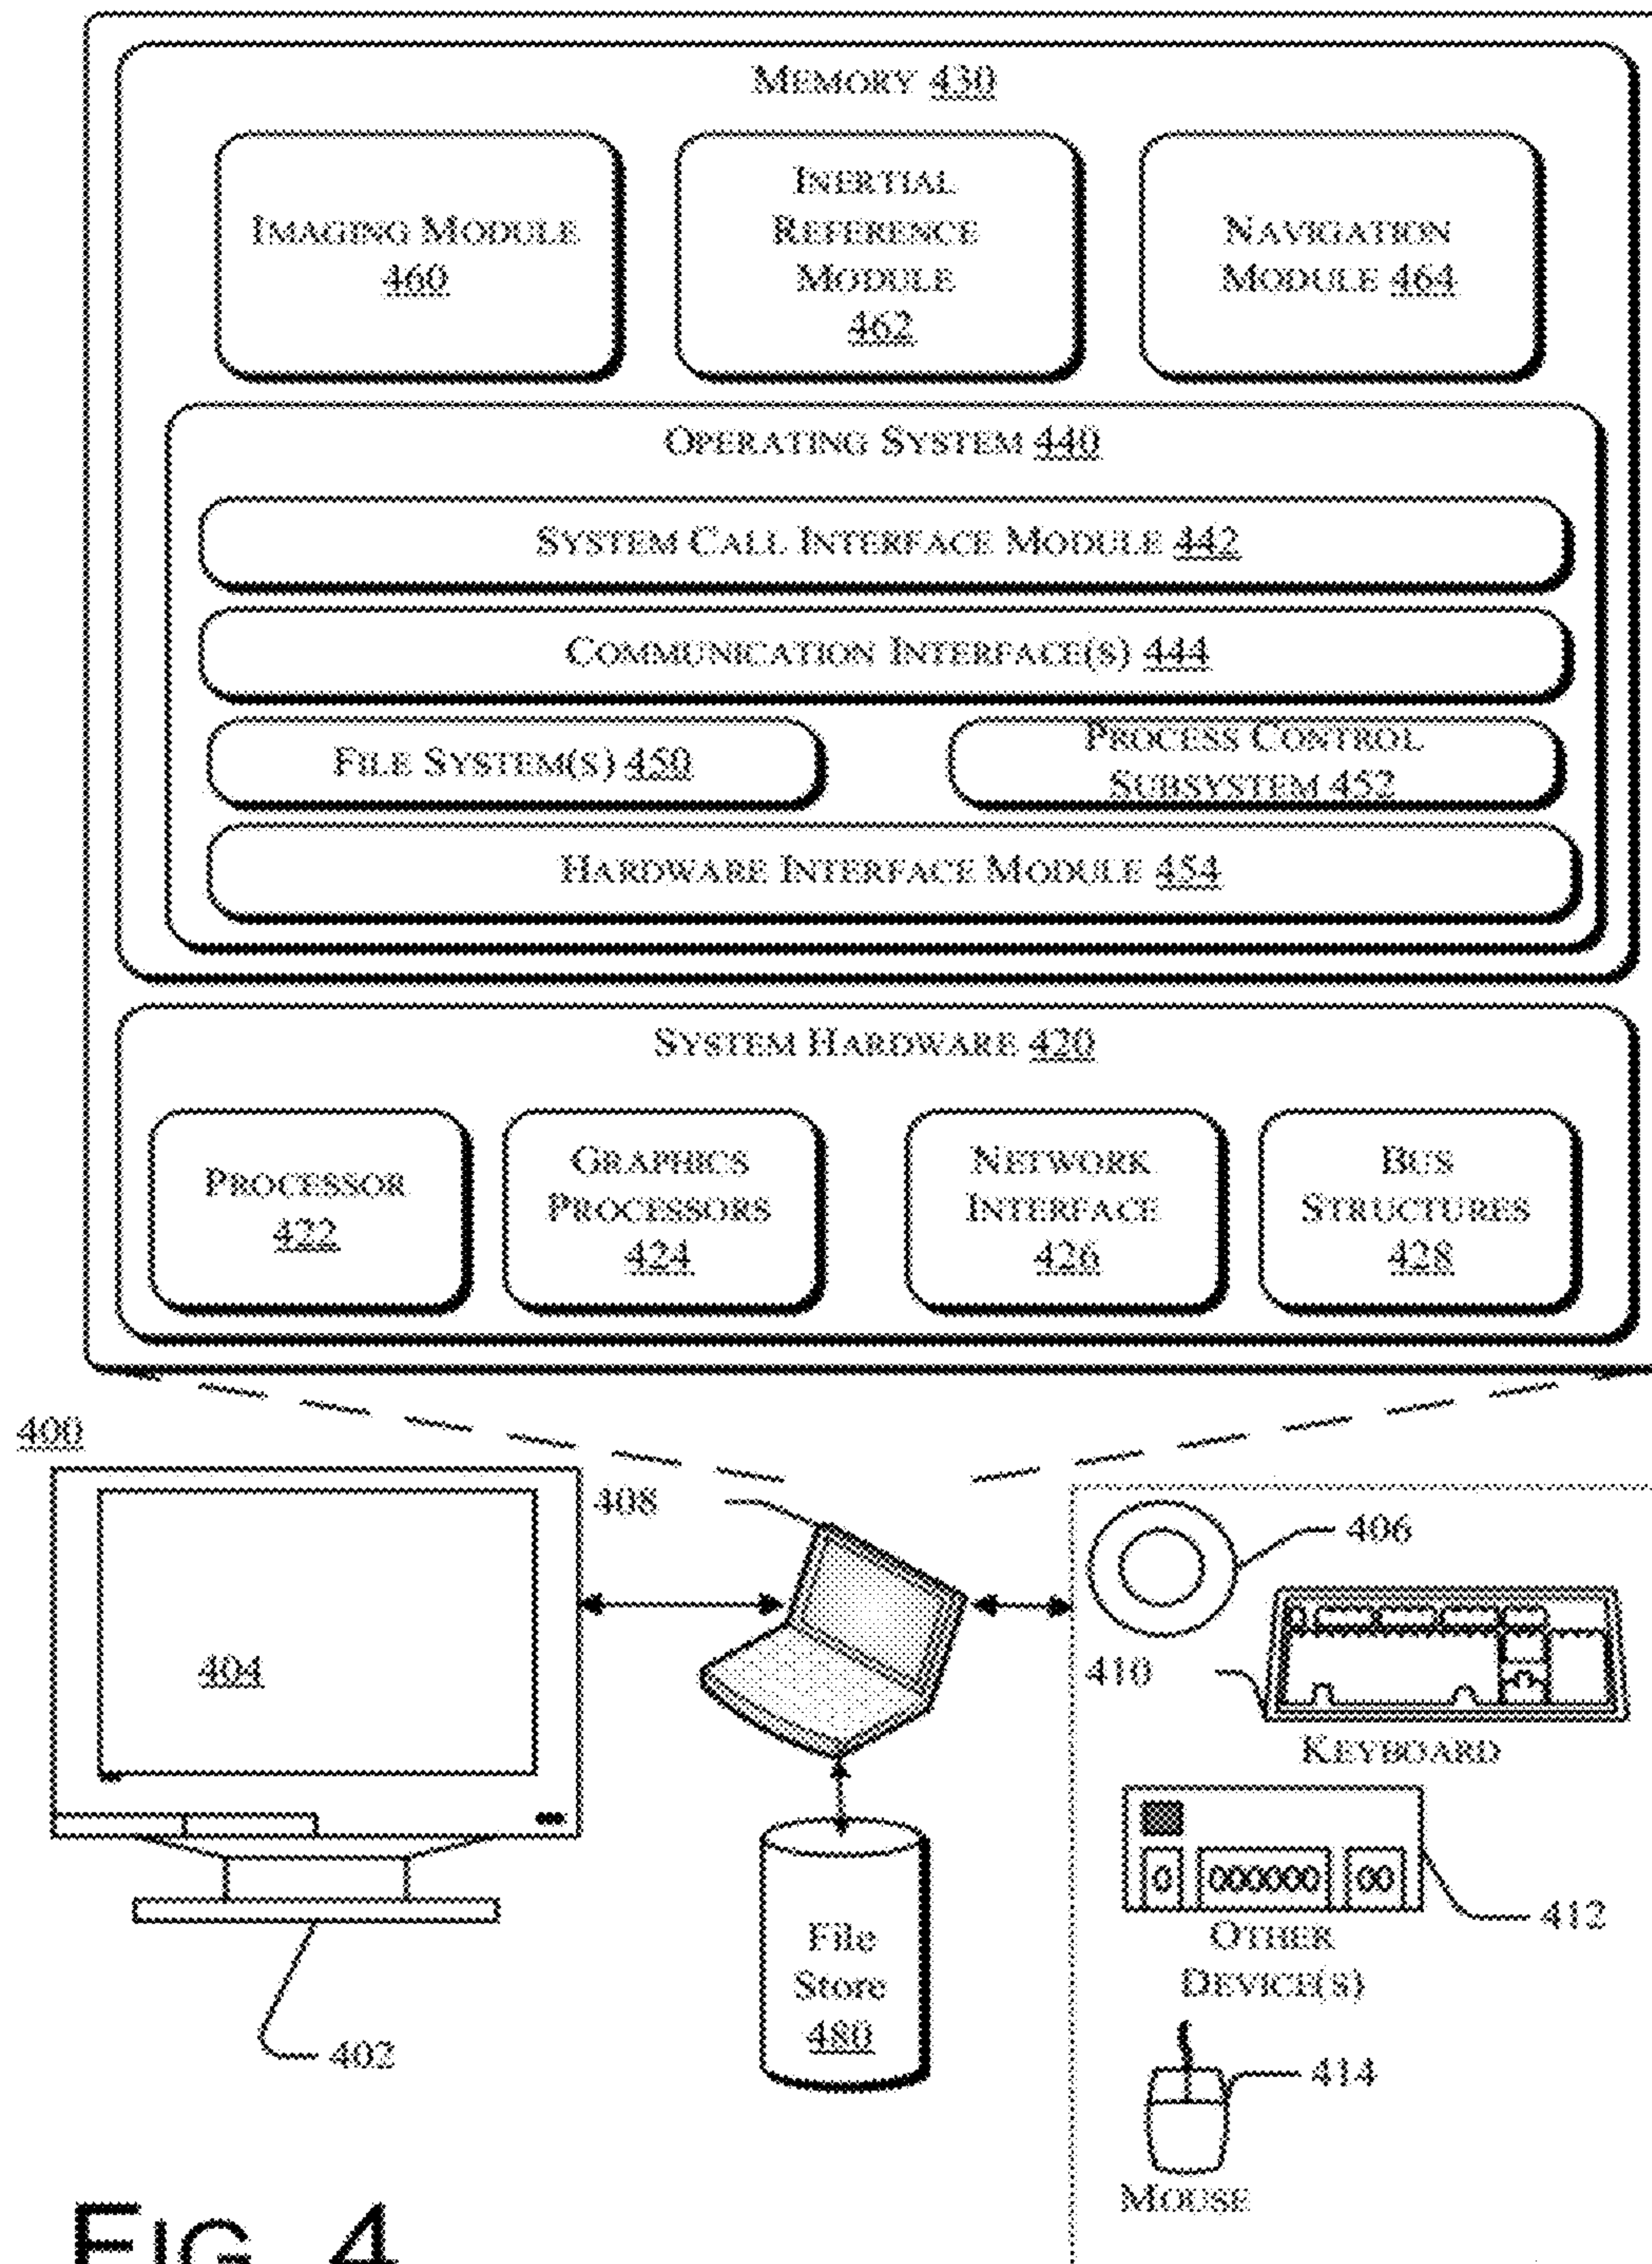 MEMORY 430
IMAGING MODULE
460
INERTIAL
REFERENCE
MODULE
462
NAVIGATION
MODULE 464
OPERATING SYSTEM 440
SYSTEM CALL INTERFACE MODULE 442
COMMUNICATION INTERFACE(S) 444
FILE SYSTEM(S) 450
PROCESS CONTROL
SUBSYSTEM 452
HARDWARE INTERFACE MODULE 454
SYSTEM HARDWARE 420
PROCESSOR
422
GRAPHICS
PROCESSORS
424
NETWORK
INTERFACE
426
BUS
STRUCTURES
428
400
408
406
404
410
KEYBOARD
0 000000 00
412
OTHER
DEVICE(S)
File
Store
480
402
414
MOUSE
FIG. 4